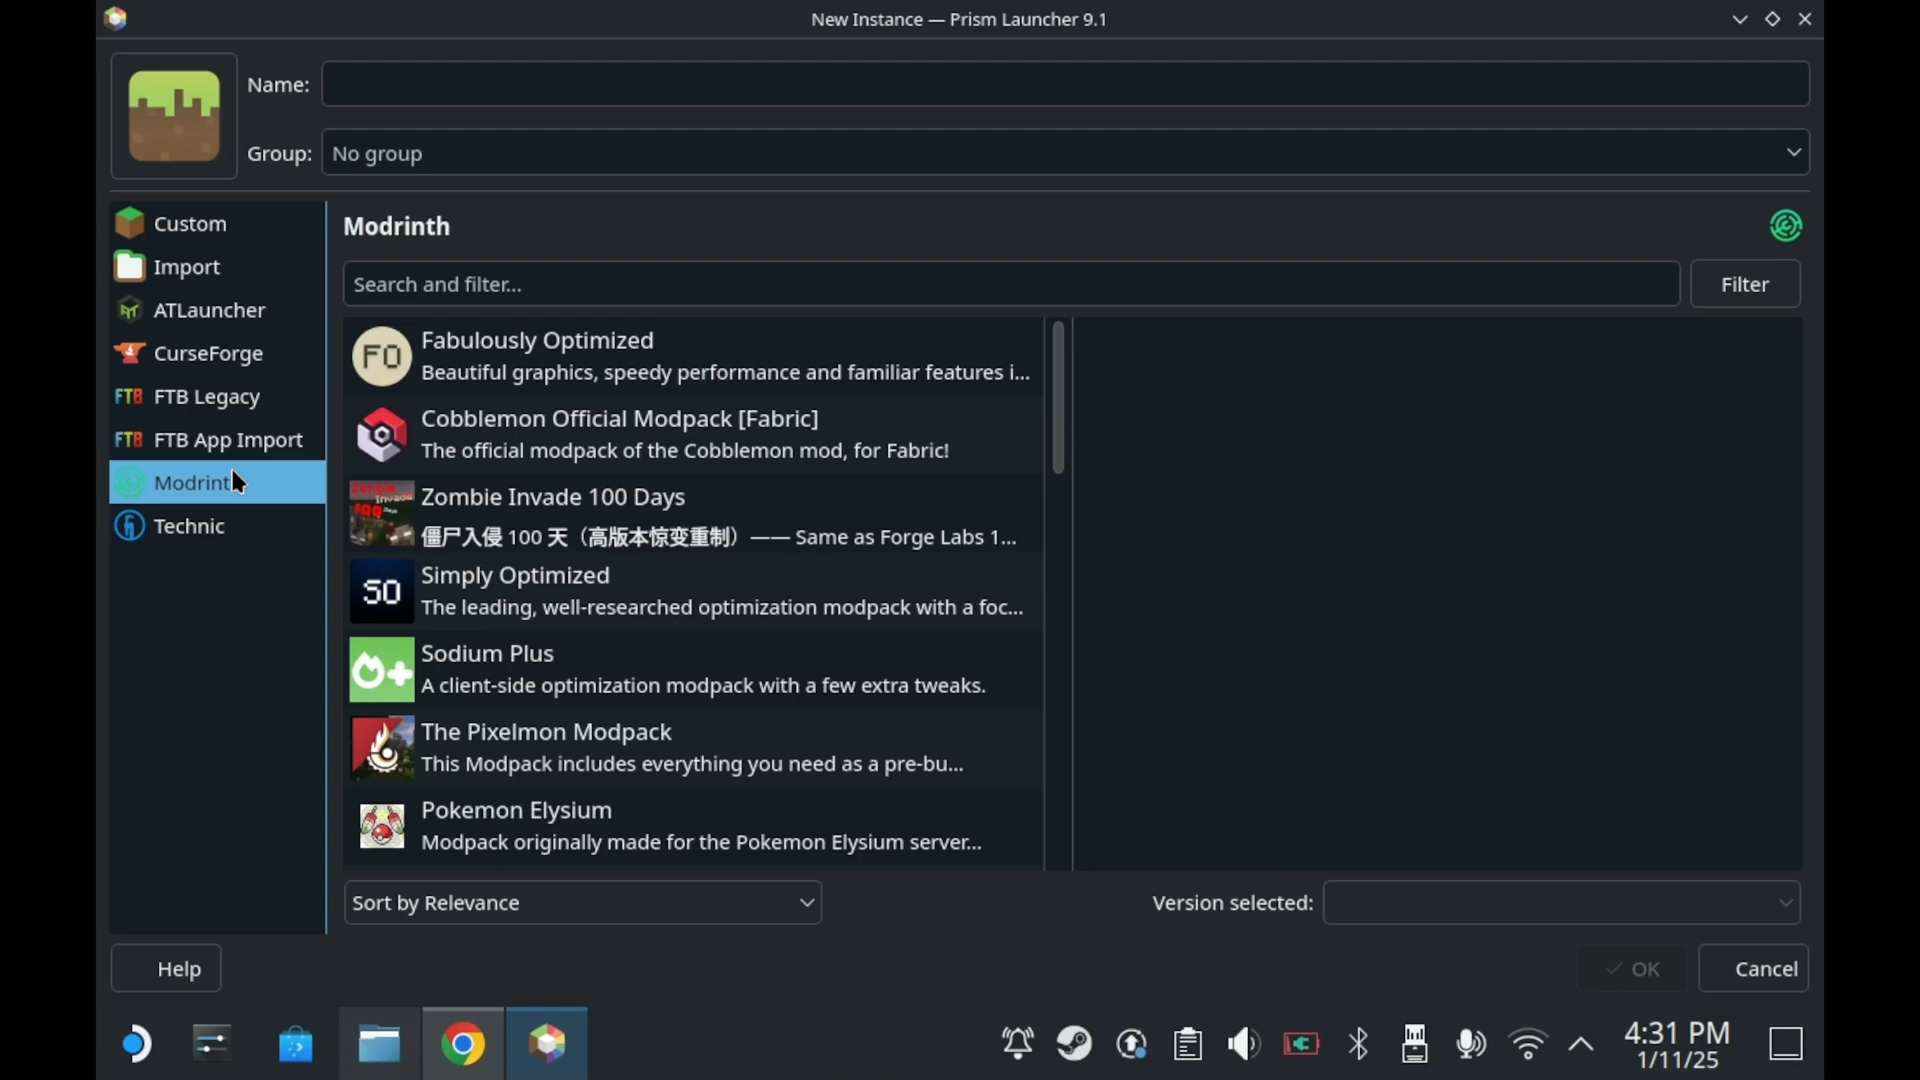 New Instance — Prism Launcher 9.1
Name:
Group: No group
Custom
Import
ATLauncher
CurseForge
FTB FTB Legacy
FTB FTB App Import
Modrint
Technic
Modrinth
Search and filter...
Filter
FO
Fabulously Optimized
Beautiful graphics, speedy performance and familiar features i...
Cobblemon Official Modpack [Fabric]
The official modpack of the Cobblemon mod, for Fabric!
Zombie Invade 100 Days
僵尸入侵 100 天（高版本惊变重制）—— Same as Forge Labs 1...
SO
Simply Optimized
The leading, well-researched optimization modpack with a foc...
Sodium Plus
A client-side optimization modpack with a few extra tweaks.
The Pixelmon Modpack
This Modpack includes everything you need as a pre-bu...
Pokemon Elysium
Modpack originally made for the Pokemon Elysium server...
Sort by Relevance
Version selected:
Help
OK
Cancel
4:31 PM
1/11/25